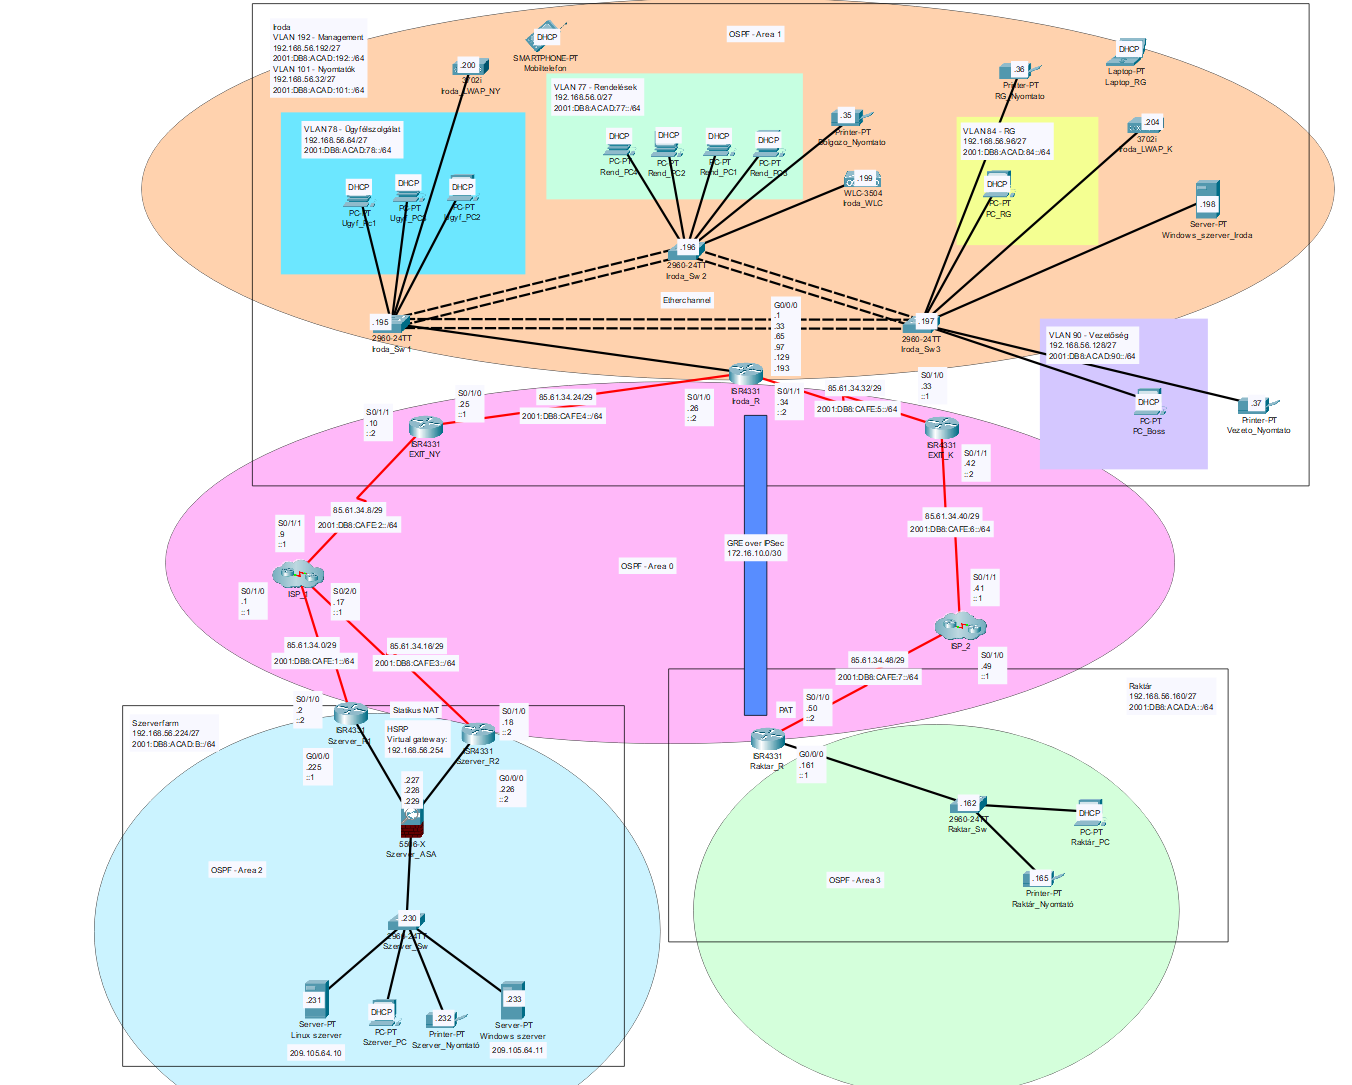 Iroda
VLAN 192 - Management
192.168.56.192/27
2001:DB8:ACAD:192::/64
VLAN 101 - Nyomtatók
192.168.56.32/27
2001:DB8:ACAD:101::/64
DHCP
SMARTPHONE-PT
Mobiltelefon
OSPF - Area 1
DHCP
Laptop-PT
Laptop_RG
.200
3702i
Iroda_LWAP_NY
.36
Printer-PT
RG_Nyomtato
VLAN 77 - Rendelések
192.168.56.0/27
2001:DB8:ACAD:77::/64
DHCP
PC-PT
Rend_PC4
DHCP
PC-PT
Rend_PC2
DHCP
PC-PT
Rend_PC1
DHCP
PC-PT
Rend_PC3
.35
Printer-PT
Dolgozo_Nyomtato
.199
WLC-3504
Iroda_WLC
VLAN 78 - Ügyfélszolgálat
192.168.56.64/27
2001:DB8:ACAD:78::/64
DHCP
PC-PT
Ugyf_Pc1
DHCP
PC-PT
Ugyf_PC3
DHCP
PC-PT
Ugyf_PC2
VLAN 84 - RG
192.168.56.96/27
2001:DB8:ACAD:84::/64
DHCP
PC-PT
PC_RG
.204
3702i
Iroda_LWAP_K
.198
Server-PT
Windows_szerver_Iroda
.196
2960-24TT
Iroda_Sw2
Etherchannel
.195
2960-24TT
Iroda_Sw1
.197
2960-24TT
Iroda_Sw3
G0/0/0
.1
.33
.65
.97
.129
.193
VLAN 90 - Vezetőség
192.168.56.128/27
2001:DB8:ACAD:90::/64
DHCP
PC-PT
PC_Boss
.37
Printer-PT
Vezeto_Nyomtato
ISR4331
Iroda_R
S0/1/0
.26
::2
S0/1/1
.34
::2
85.61.34.24/29
2001:DB8:CAFE:4::/64
85.61.34.32/29
2001:DB8:CAFE:5::/64
S0/1/0
.25
::1
S0/1/1
.10
::2
ISR4331
EXIT_NY
S0/1/0
.33
::1
ISR4331
EXIT_K
S0/1/1
.42
::2
85.61.34.8/29
2001:DB8:CAFE:2::/64
85.61.34.40/29
2001:DB8:CAFE:6::/64
S0/1/1
.9
::1
GRE over IPSec
172.16.10.0/30
OSPF - Area 0
ISP_1
S0/1/0
.1
::1
S0/2/0
.17
::1
S0/1/1
.41
::1
ISP_2
S0/1/0
.49
::1
85.61.34.0/29
2001:DB8:CAFE:1::/64
85.61.34.16/29
2001:DB8:CAFE:3::/64
85.61.34.48/29
2001:DB8:CAFE:7::/64
Raktár
192.168.56.160/27
2001:DB8:ACAD:A::/64
Szerverfarm
192.168.56.224/27
2001:DB8:ACAD:B::/64
S0/1/0
.2
::2
ISR4331
Szerver_R1
Statikus NAT
HSRP
Virtual gateway:
192.168.56.254
S0/1/0
.18
::2
ISR4331
Szerver_R2
G0/0/0
.225
::1
G0/0/0
.226
::2
PAT
S0/1/0
.50
::2
ISR4331
Raktar_R
G0/0/0
.161
::1
.227
.228
.229
5506-X
Szerver_ASA
.162
2960-24TT
Raktar_Sw
DHCP
PC-PT
Raktár_PC
OSPF - Area 2
OSPF - Area 3
.165
Printer-PT
Raktár_Nyomtató
.230
2960-24TT
Szerver_Sw
.231
Server-PT
Linux szerver
209.105.64.10
DHCP
PC-PT
Szerver_PC
.232
Printer-PT
Szerver_Nyomtató
.233
Server-PT
Windows szerver
209.105.64.11